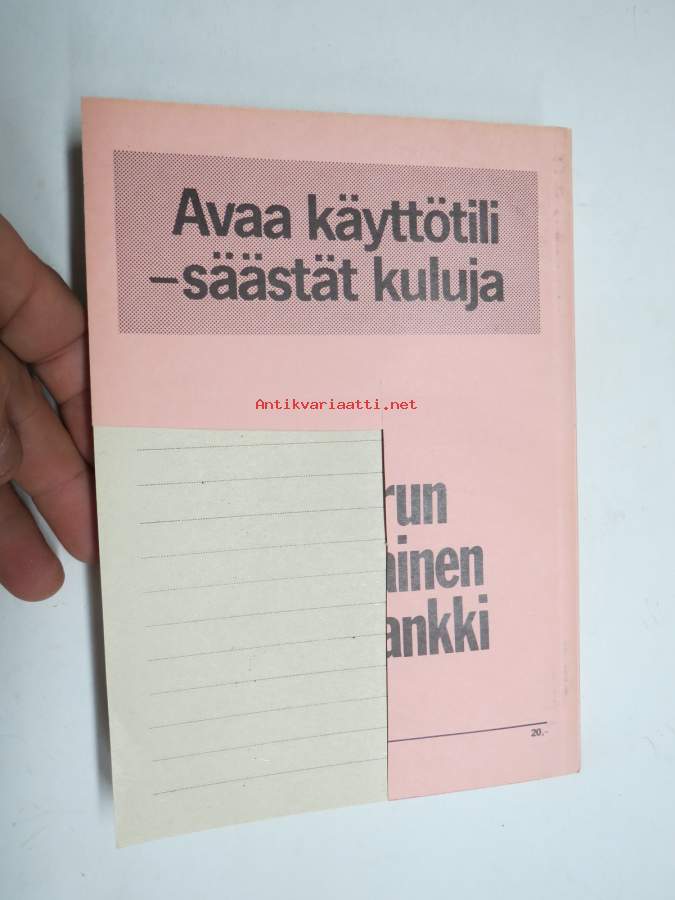 Avaa käyttötili
–säästät kuluja
Antikvariaatti.net
run
ainen
ankki
20,-